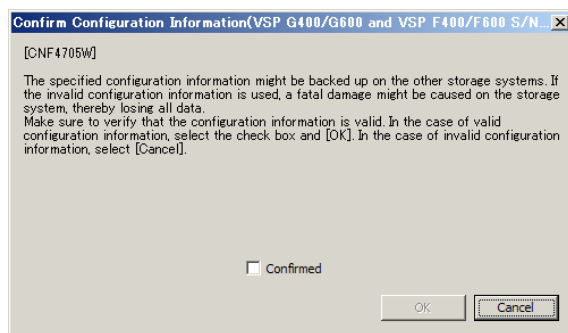 Confirm Configuration Information(VSP G400/G600 and VSP F400/F600 S/N...
[CNF4705W]
The specified configuration information might be backed up on the other storage systems. If
the invalid configuration information is used, a fatal damage might be caused on the storage
system, thereby losing all data.
Make sure to verify that the configuration information is valid. In the case of valid
configuration information, select the check box and [OK]. In the case of invalid configuration
information, select [Cancel].
Confirmed
OK
Cancel